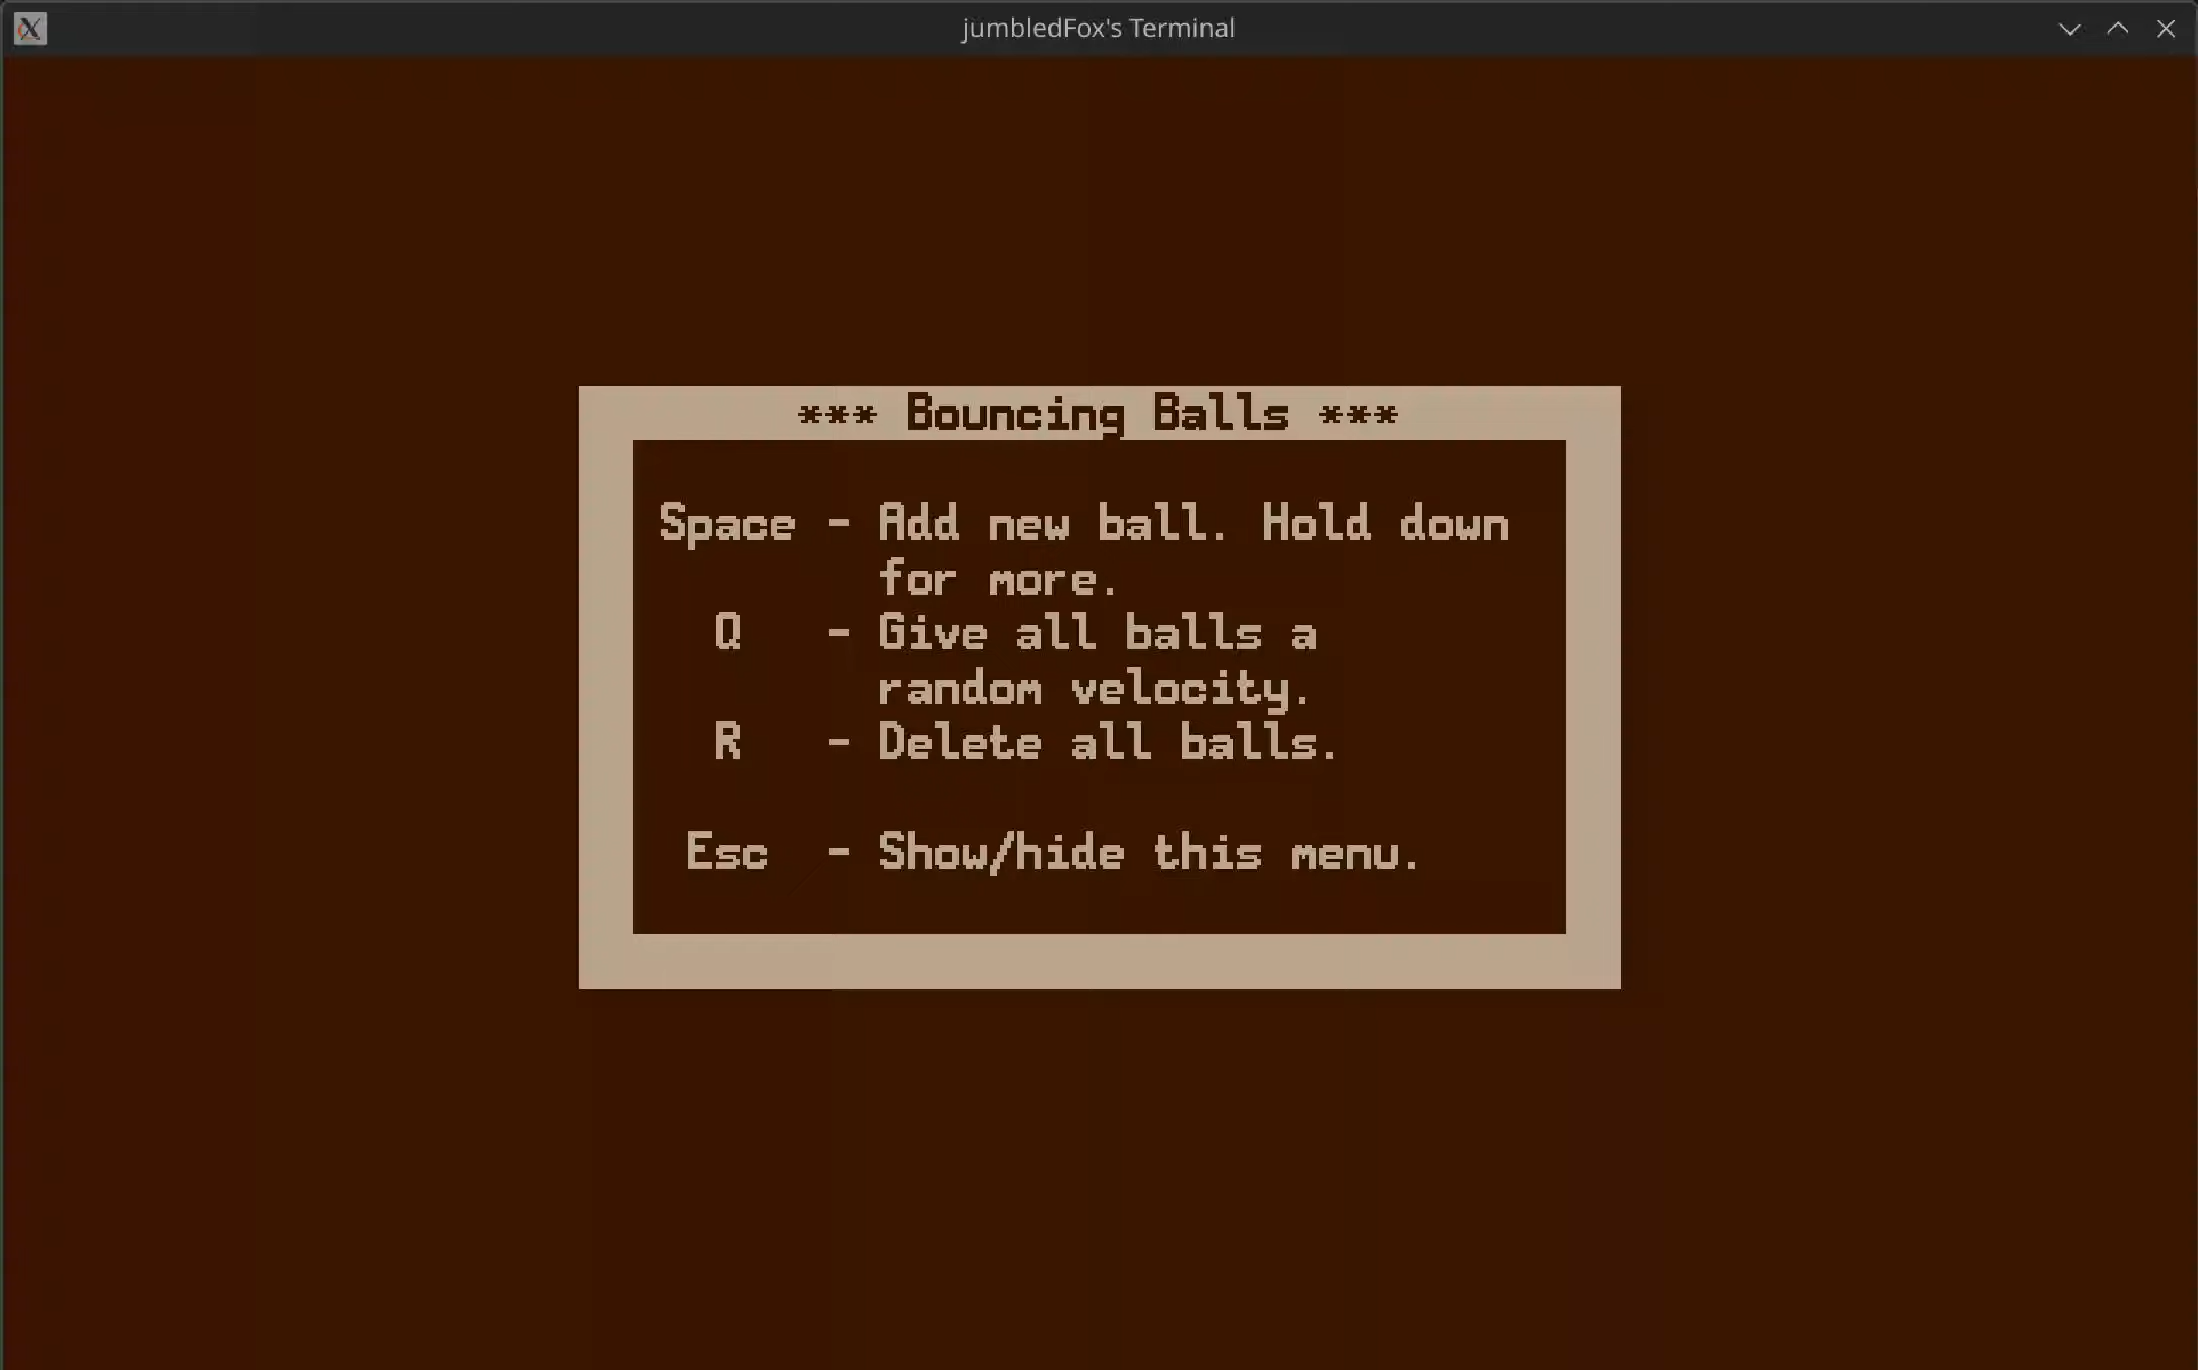 jumbledFox's Terminal
*** Bouncing Balls ***
Space - Add new ball. Hold down
for more.
Q - Give all balls a
random velocity.
R - Delete all balls.
Esc - Show/hide this menu.